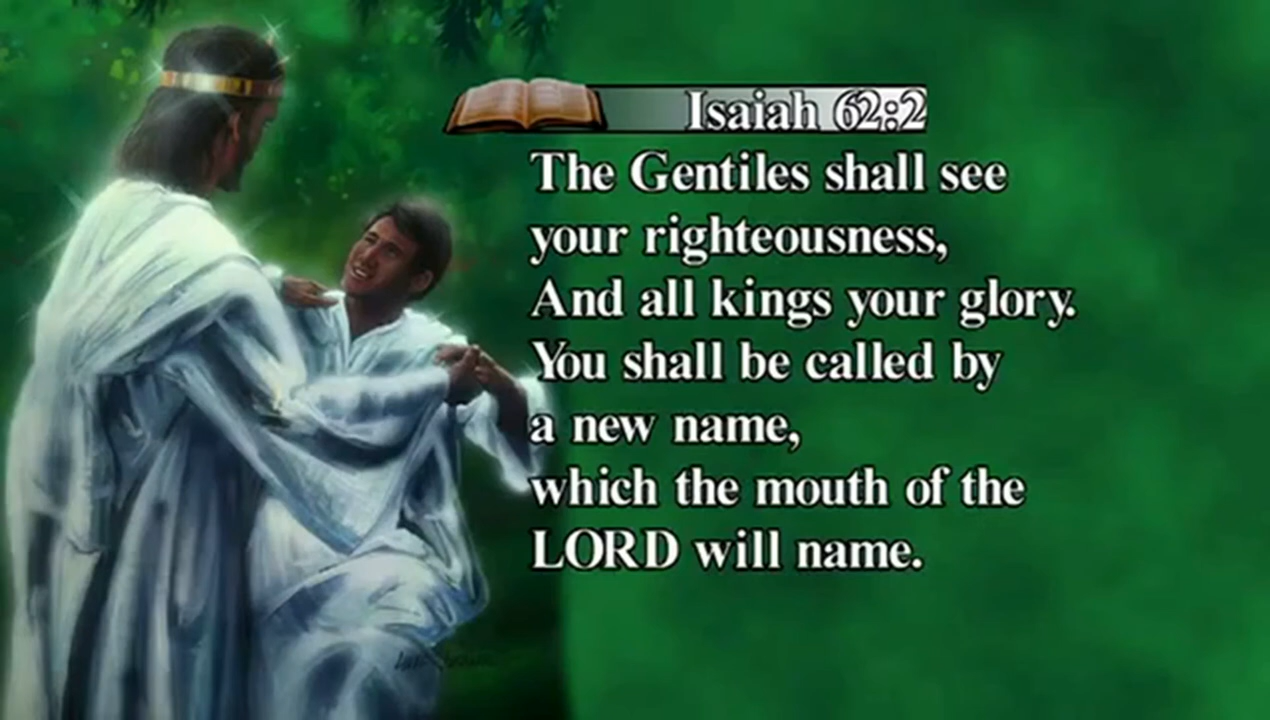 Isaiah 62:2
The Gentiles shall see
your righteousness,
And all kings your glory.
You shall be called by
a new name,
which the mouth of the
LORD will name.